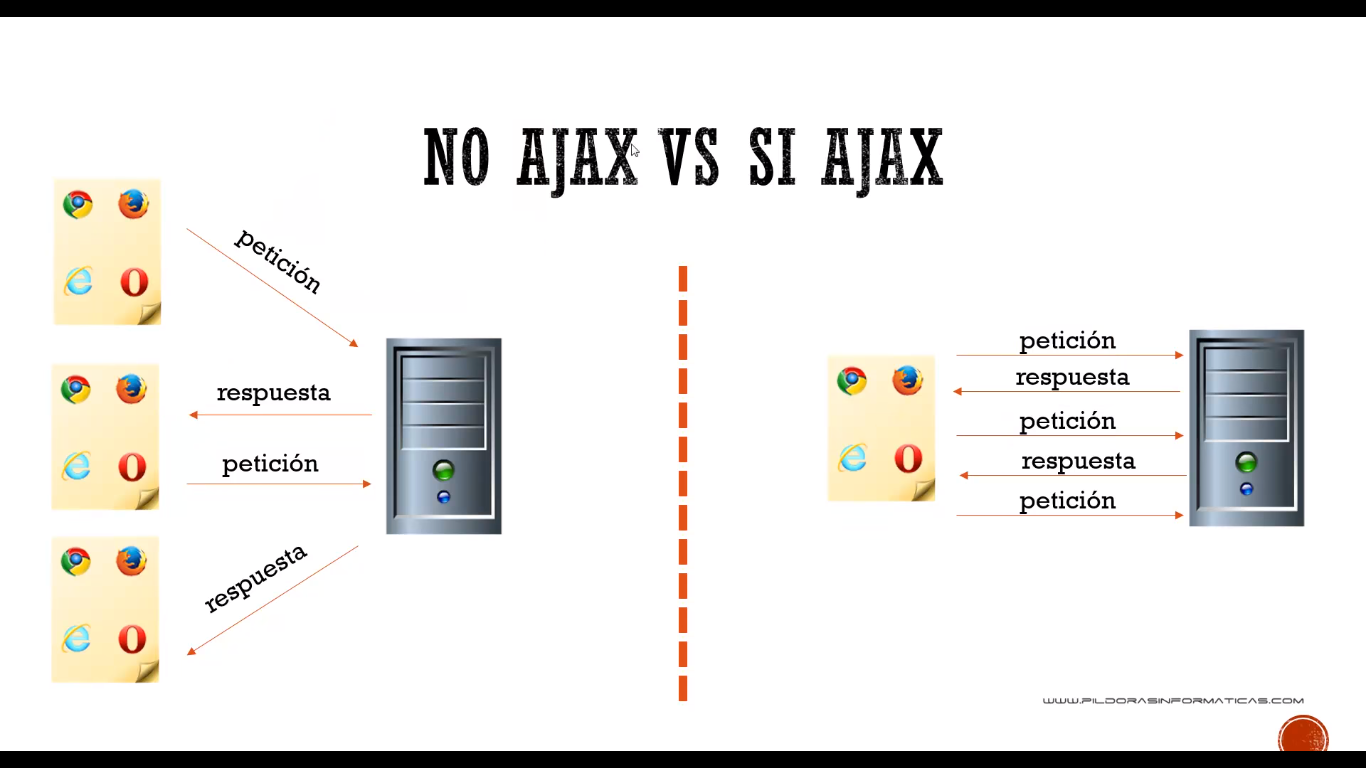 NO AJAX VS SI AJAX
petición
respuesta
petición
respuesta
petición
respuesta
petición
respuesta
petición
WWW.PILDORASINFORMATICAS.COM